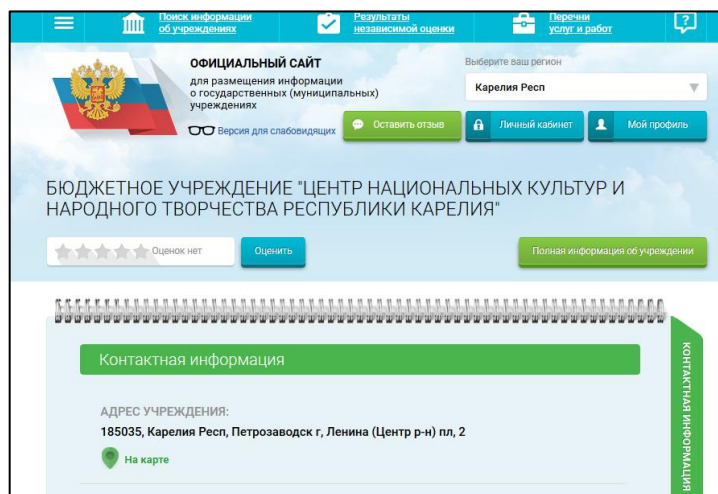 Поиск информации
об учреждениях
Результаты
независимой оценки
Перечни
услуг и работ
?
ОФИЦИАЛЬНЫЙ САЙТ
для размещения информации
о государственных (муниципальных)
учреждениях
Версия для слабовидящих
Оставить отзыв
Выберите ваш регион
Карелия Респ
Личный кабинет
Мой профиль
БЮДЖЕТНОЕ УЧРЕЖДЕНИЕ "ЦЕНТР НАЦИОНАЛЬНЫХ КУЛЬТУР И
НАРОДНОГО ТВОРЧЕСТВА РЕСПУБЛИКИ КАРЕЛИЯ"
Оценок нет
Оценить
Полная информация об учреждении
Контактная информация
КОНТАКТНАЯ ИНФОРМАЦИЯ
АДРЕС УЧРЕЖДЕНИЯ:
185035, Карелия Респ, Петрозаводск г, Ленина (Центр р-н) пл, 2
На карте